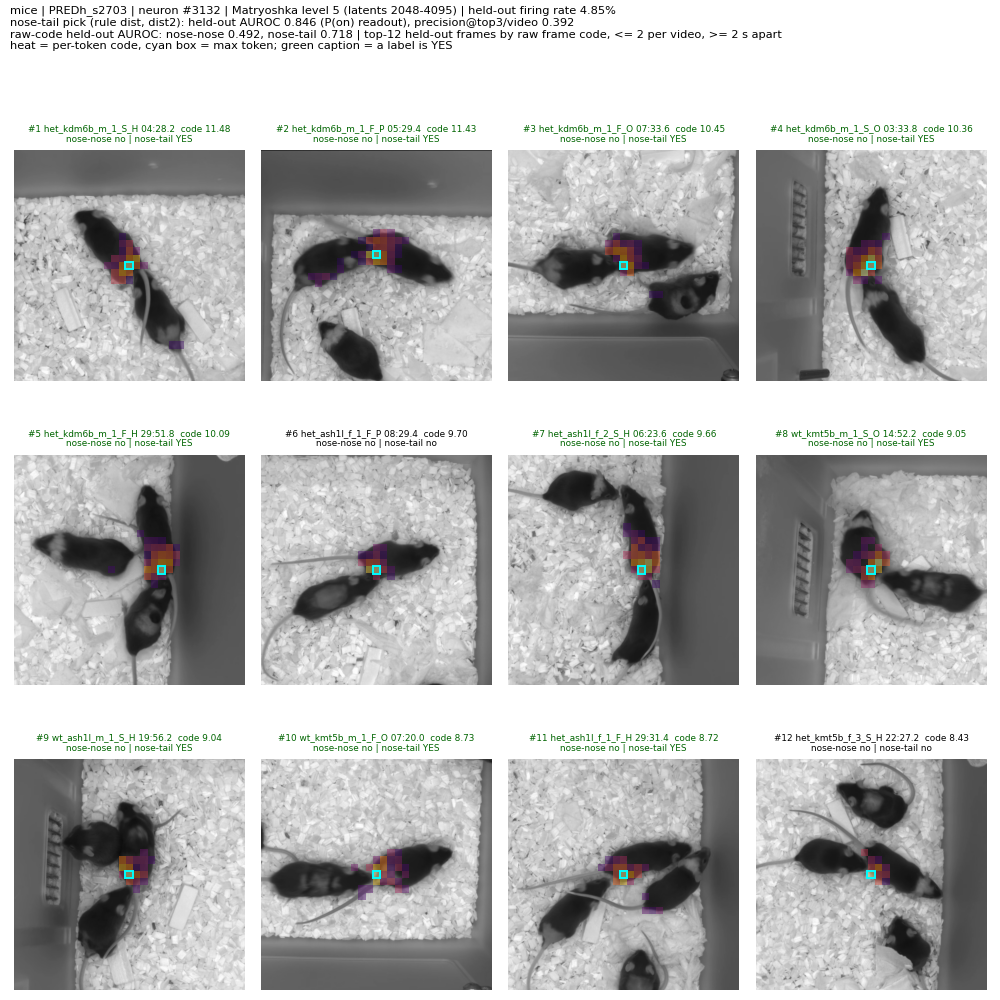 mice | PREDh_s2703 | neuron #3132 | Matryoshka level 5 (latents 2048-4095) | held-out firing rate 4.85%
nose-tail pick (rule dist, dist2): held-out AUROC 0.846 (P(on) readout), precision@top3/video 0.392
raw-code held-out AUROC: nose-nose 0.492, nose-tail 0.718 | top-12 held-out frames by raw frame code, <= 2 per video, >= 2 s apart
heat = per-token code, cyan box = max token; green caption = a label is YES
#1 het_kdm6b_m_1_S_H 04:28.2  code 11.48
nose-nose no | nose-tail YES
#2 het_kdm6b_m_1_F_P 05:29.4  code 11.43
nose-nose no | nose-tail YES
#3 het_kdm6b_m_1_F_O 07:33.6  code 10.45
nose-nose no | nose-tail YES
#4 het_kdm6b_m_1_S_O 03:33.8  code 10.36
nose-nose no | nose-tail YES
#5 het_kdm6b_m_1_F_H 29:51.8  code 10.09
nose-nose no | nose-tail YES
#6 het_ash1l_f_1_F_P 08:29.4  code 9.70
nose-nose no | nose-tail no
#7 het_ash1l_f_2_S_H 06:23.6  code 9.66
nose-nose no | nose-tail YES
#8 wt_kmt5b_m_1_S_O 14:52.2  code 9.05
nose-nose no | nose-tail YES
#9 wt_ash1l_m_1_S_H 19:56.2  code 9.04
nose-nose no | nose-tail YES
#10 wt_kmt5b_m_1_F_O 07:20.0  code 8.73
nose-nose no | nose-tail YES
#11 het_ash1l_f_1_F_H 29:31.4  code 8.72
nose-nose no | nose-tail YES
#12 het_kmt5b_f_3_S_H 22:27.2  code 8.43
nose-nose no | nose-tail no